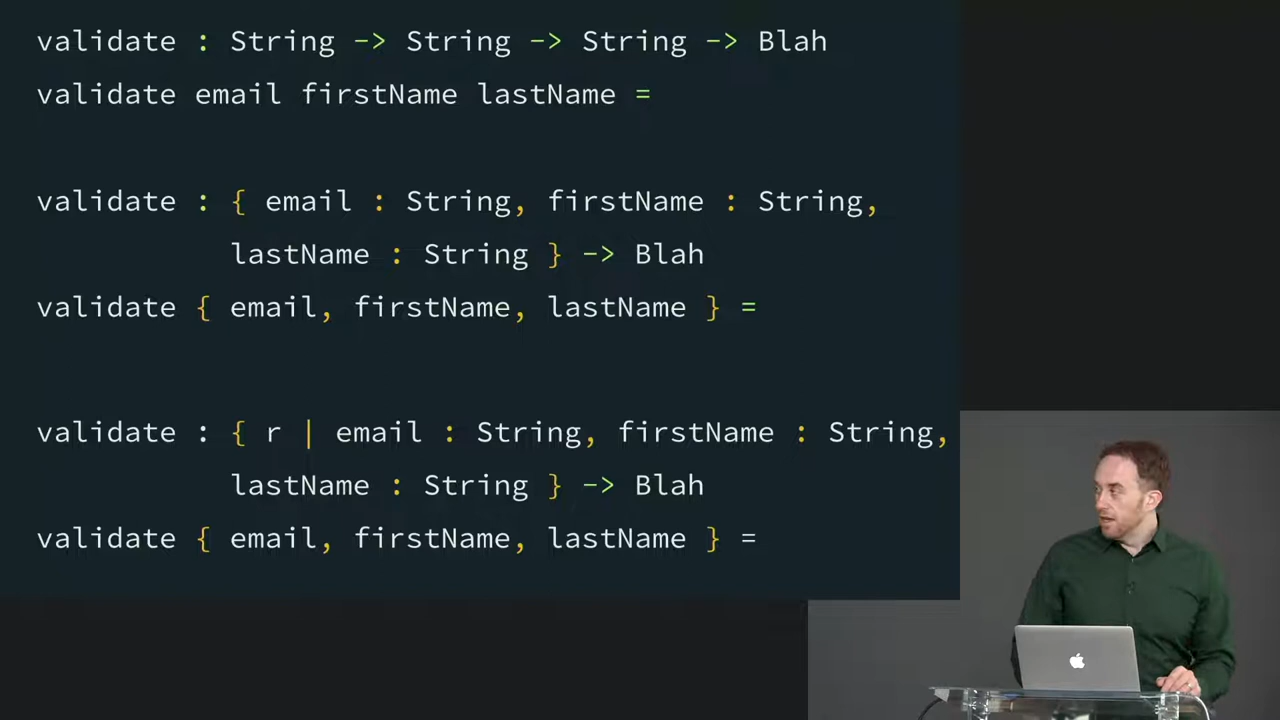 validate : String -> String -> String -> Blah
validate email firstName lastName =
validate : { email : String, firstName : String,
lastName : String } -> Blah
validate { email, firstName, lastName } =
validate : { r | email : String, firstName : String,
lastName : String } -> Blah
validate { email, firstName, lastName } =